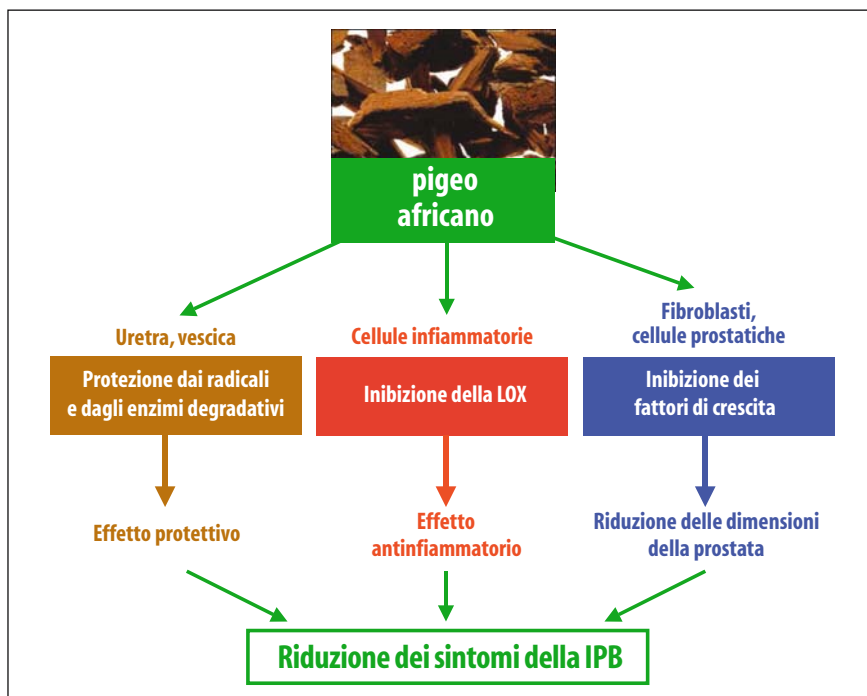 pigeo
africano
Uretra, vescica
Protezione dai radicali
e dagli enzimi degradativi
Effetto protettivo
Cellule infiammatorie
Inibizione della LOX
Effetto
antinfiammatorio
Fibroblasti,
cellule prostatiche
Inibizione dei
fattori di crescita
Riduzione delle dimensioni
della prostata
Riduzione dei sintomi della IPB